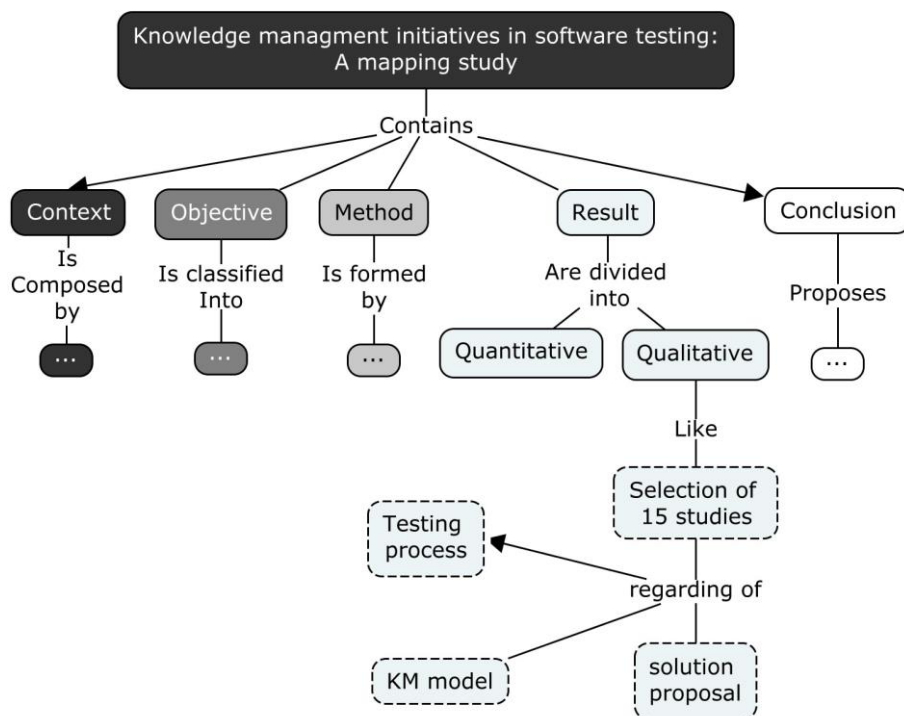 Knowledge managment initiatives in software testing:
A mapping study
Contains
Context
Objective
Method
Result
Conclusion
Is
Composed
by
Is classified
Into
Is formed
by
Are divided
into
Proposes
...
...
...
Quantitative
Qualitative
...
Like
Selection of
15 studies
Testing
process
regarding of
KM model
solution
proposal